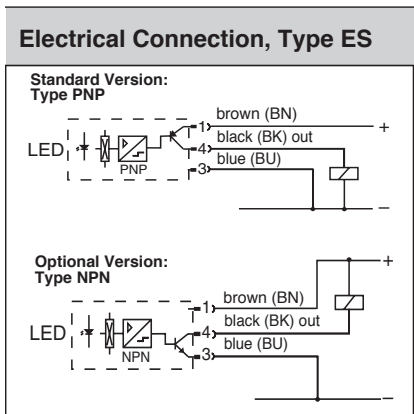 Electrical Connection, Type ES
Standard Version:
Type PNP
LED
PNP
1
brown (BN)
+
4
black (BK) out
3
blue (BU)
–
Optional Version:
Type NPN
LED
NPN
1
brown (BN)
+
4
black (BK) out
3
blue (BU)
–